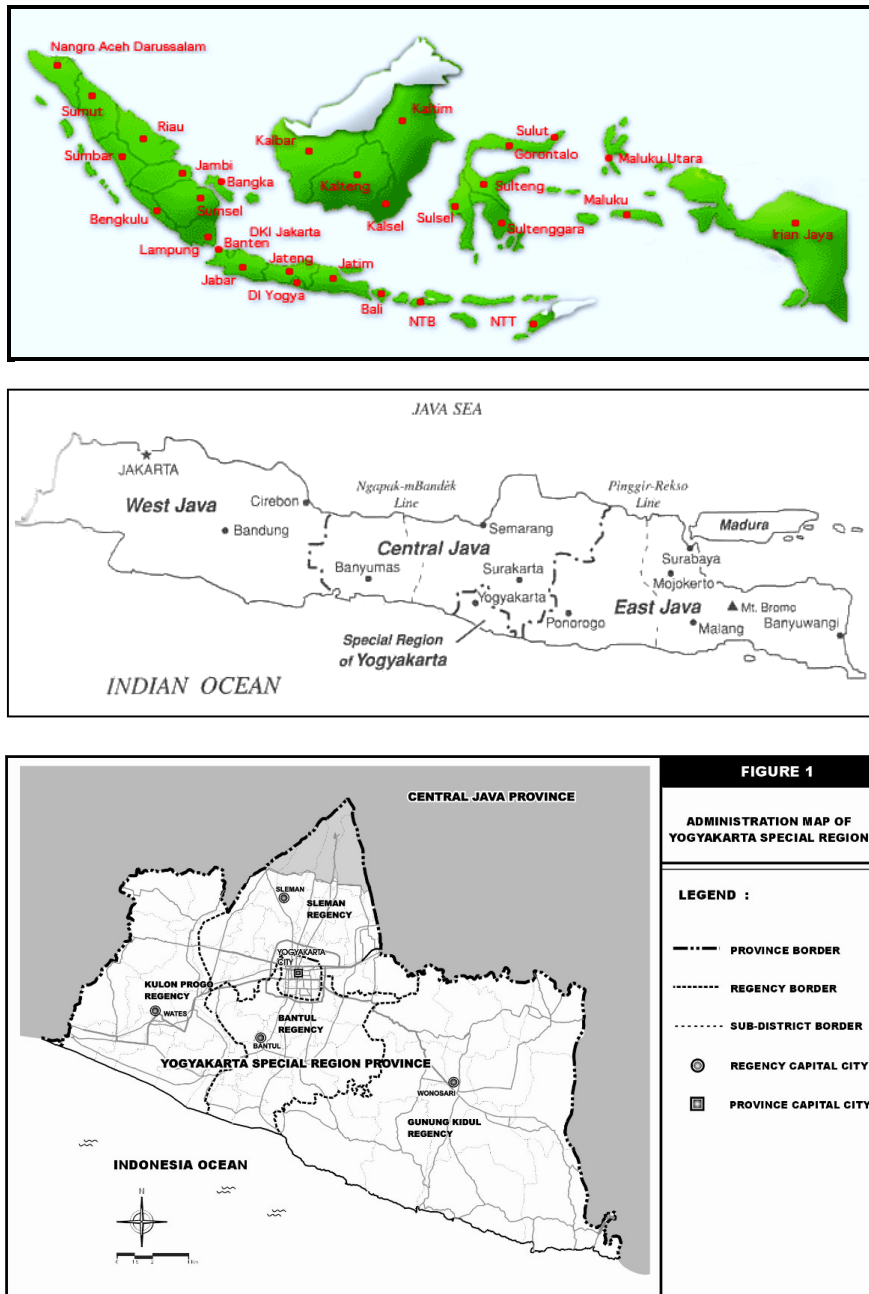 Nangro Aceh Darussalam
Sumut
Riau
Sumbar
Jambi
Bangka
Bengkulu
Sumsel
Lampung
Banten
DKI Jakarta
Jabar
Jateng
DI Yogya
Jatim
Bali
NTB
NTT
Kalbar
Kaltim
Kalteng
Kalsel
Sulut
Gorontalo
Sulteng
Sulsel
Sultenggara
Maluku Utara
Maluku
Irian Jaya
JAVA SEA
JAKARTA
West Java
Cirebon
Bandung
Ngapak-mBandèk
Line
Pinggir-Rekso
Line
Semarang
Central Java
Banyumas
Surakarta
Yogyakarta
Special Region
of Yogyakarta
Madura
Surabaya
Mojokerto
East Java
Mt. Bromo
Ponorogo
Malang
Banyuwangi
INDIAN OCEAN
CENTRAL JAVA PROVINCE
SLEMAN
SLEMAN
REGENCY
YOGYAKARTA
CITY
KULON PROGO
REGENCY
WATES
BANTUL
REGENCY
BANTUL
YOGYAKARTA SPECIAL REGION PROVINCE
WONOSARI
GUNUNG KIDUL
REGENCY
INDONESIA OCEAN
N
FIGURE 1
ADMINISTRATION MAP OF
YOGYAKARTA SPECIAL REGION
LEGEND :
PROVINCE BORDER
REGENCY BORDER
SUB-DISTRICT BORDER
REGENCY CAPITAL CITY
PROVINCE CAPITAL CITY